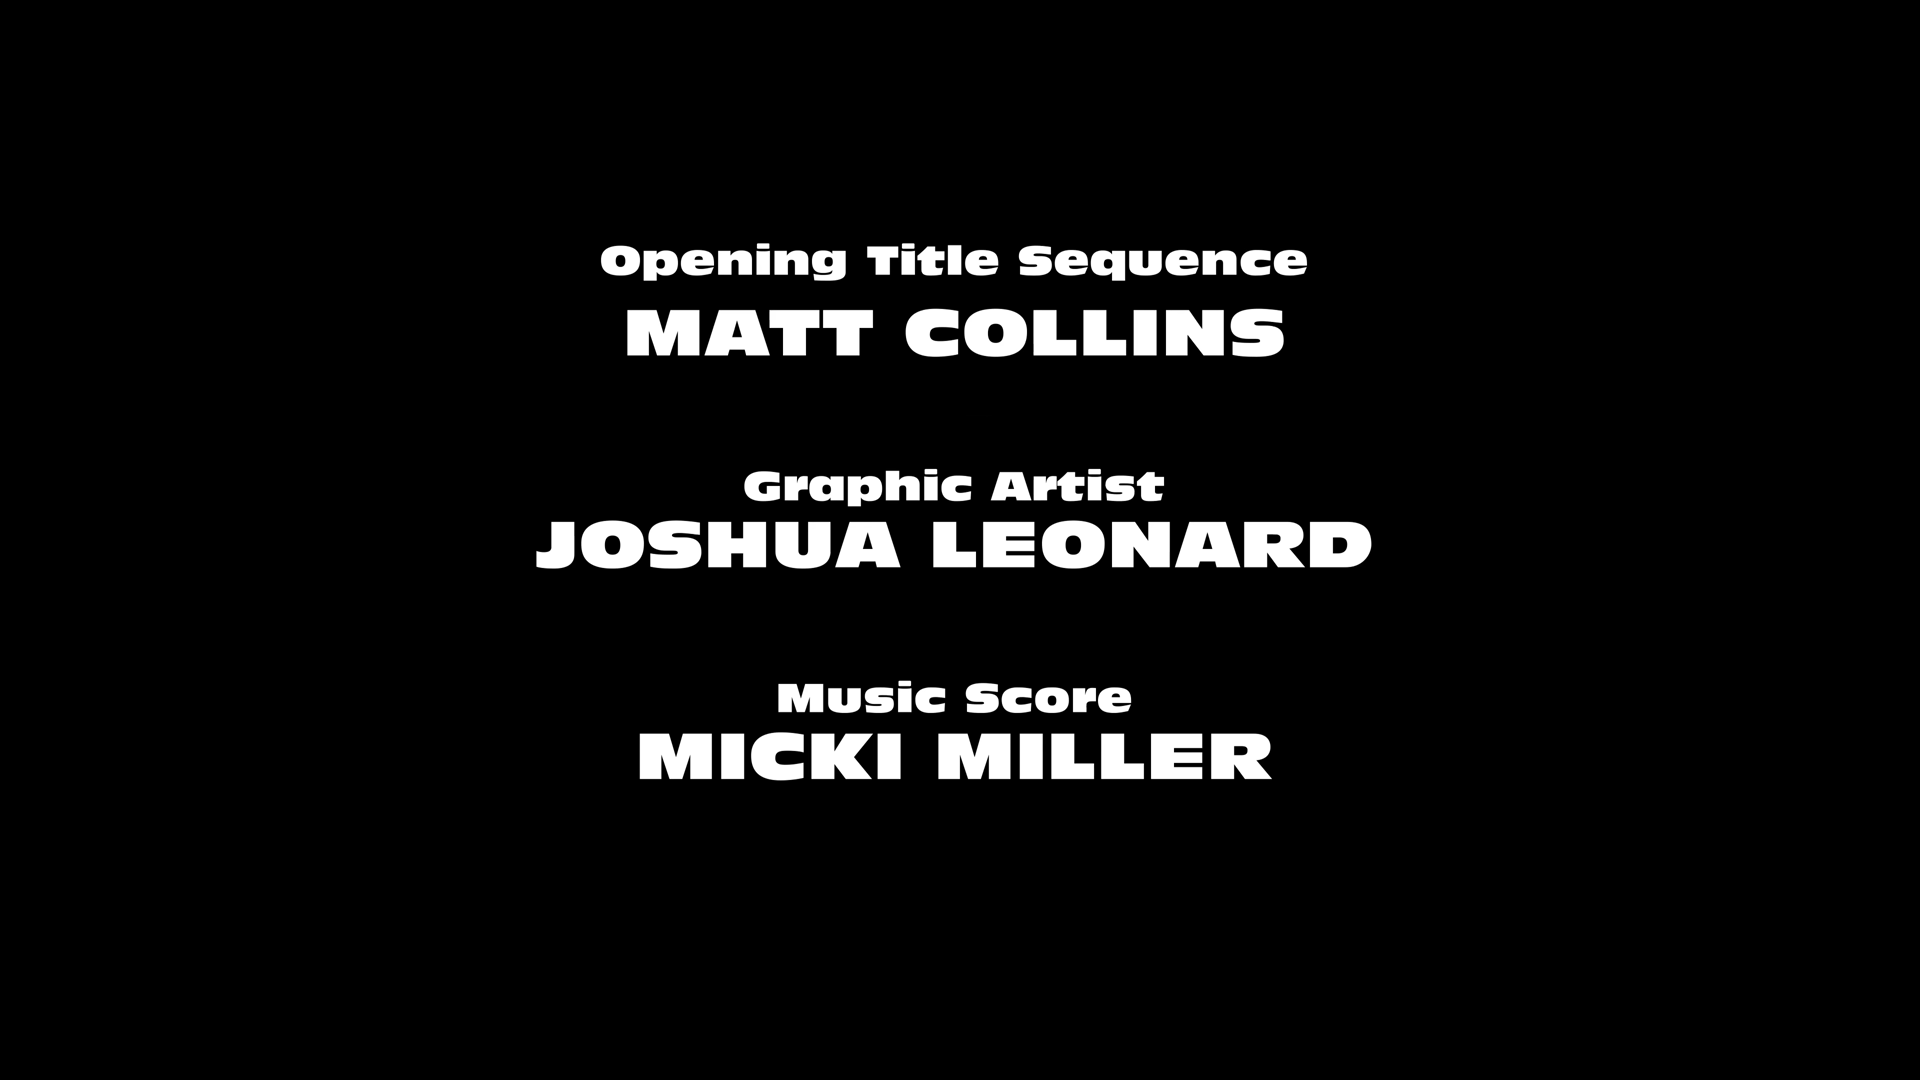 Opening Title Sequence
MATT COLLINS
Graphic Artist
JOSHUA LEONARD
Music Score
MICKI MILLER